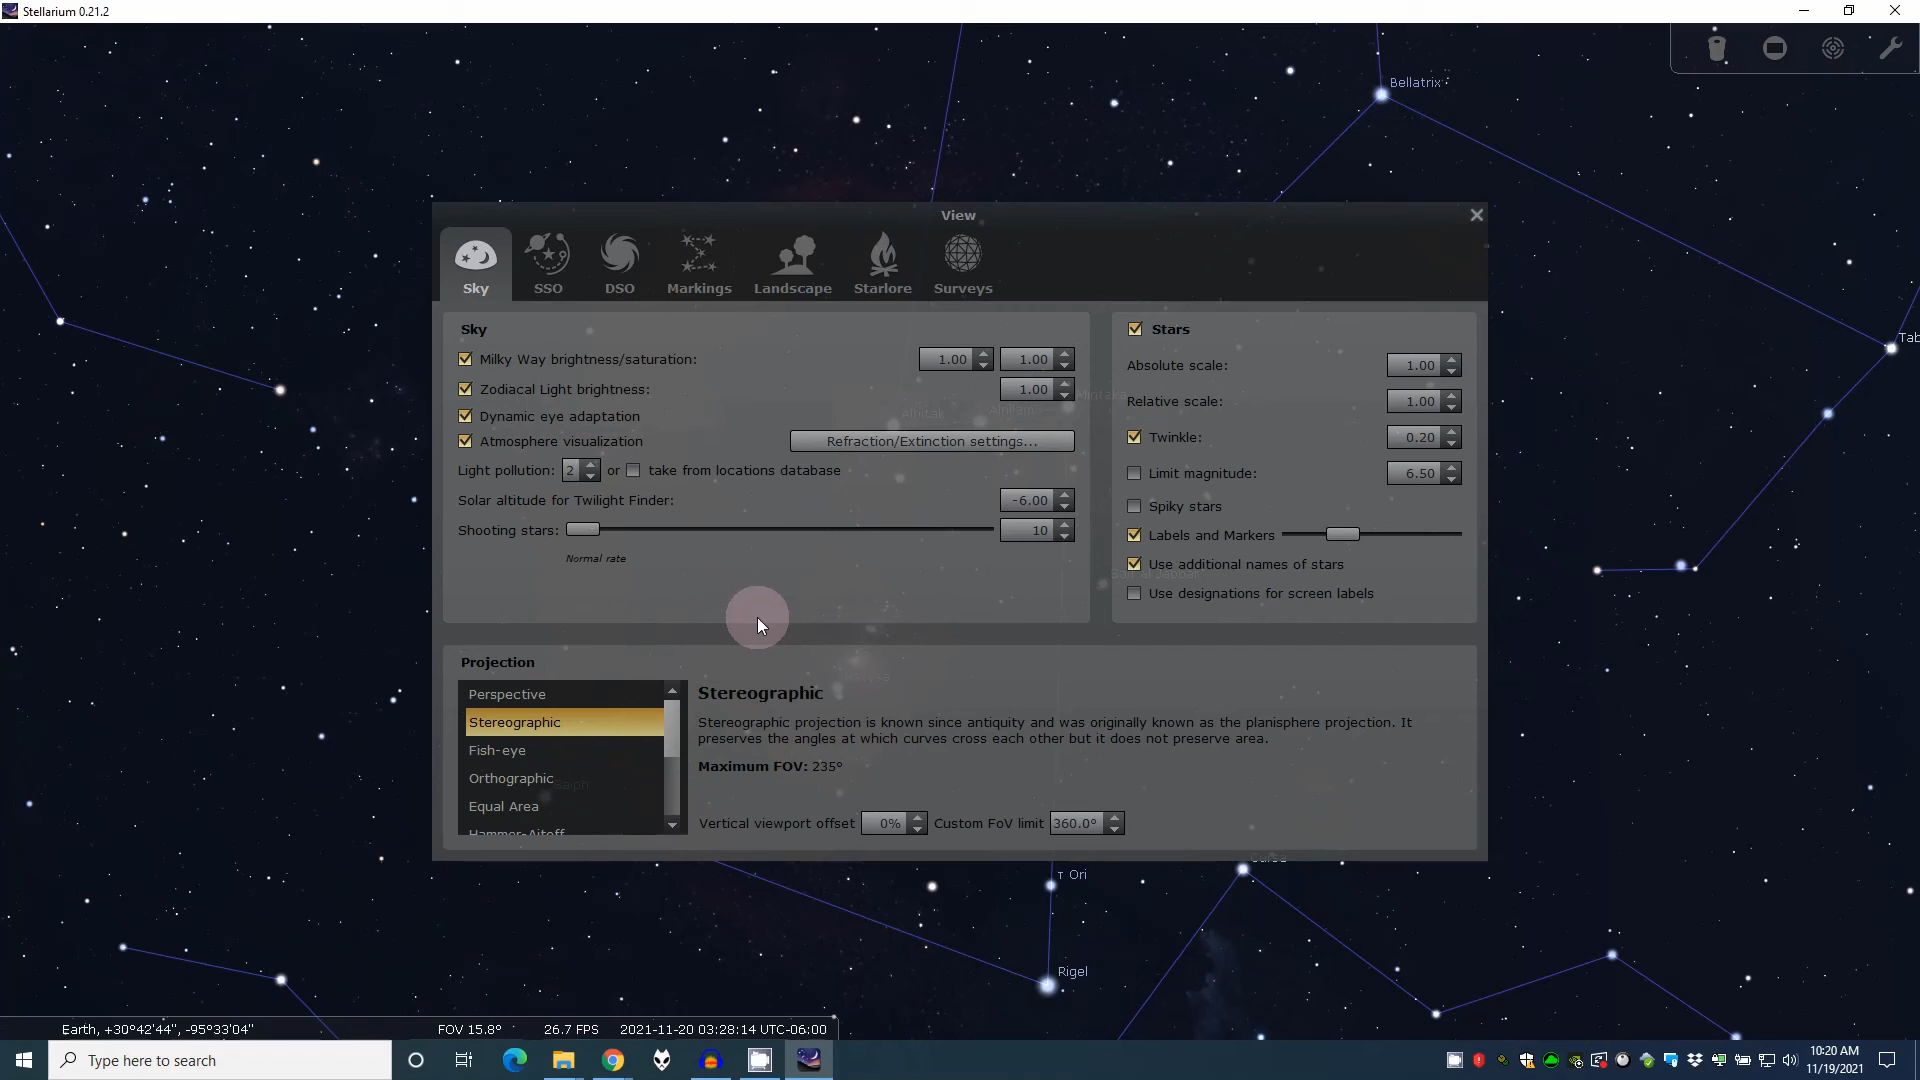 Stellarium 0.21.2
Bellatrix
View
Sky
SSO
DSO
Markings
Landscape
Starlore
Surveys
Sky
Milky Way brightness/saturation:
1.00
1.00
Zodiacal Light brightness:
1.00
Dynamic eye adaptation
Atmosphere visualization
Refraction/Extinction settings...
Light pollution:
2
or
take from locations database
Solar altitude for Twilight Finder:
-6.00
Shooting stars:
10
Normal rate
Stars
Absolute scale:
1.00
Relative scale:
1.00
Twinkle:
0.20
Limit magnitude:
6.50
Spiky stars
Labels and Markers
Use additional names of stars
Use designations for screen labels
Alnitak
Alnilam
Mintaka
Saiph
Projection
Perspective
Stereographic
Fish-eye
Orthographic
Equal Area
Hammer-Aitoff
Stereographic
Stereographic projection is known since antiquity and was originally known as the planisphere projection. It
preserves the angles at which curves cross each other but it does not preserve area.
Maximum FOV: 235°
Vertical viewport offset
0%
Custom FoV limit
360.0°
τ Ori
Rigel
Earth, +30°42'44", -95°33'04"
FOV 15.8°
26.7 FPS
2021-11-20 03:28:14 UTC-06:00
Type here to search
10:20 AM
11/19/2021